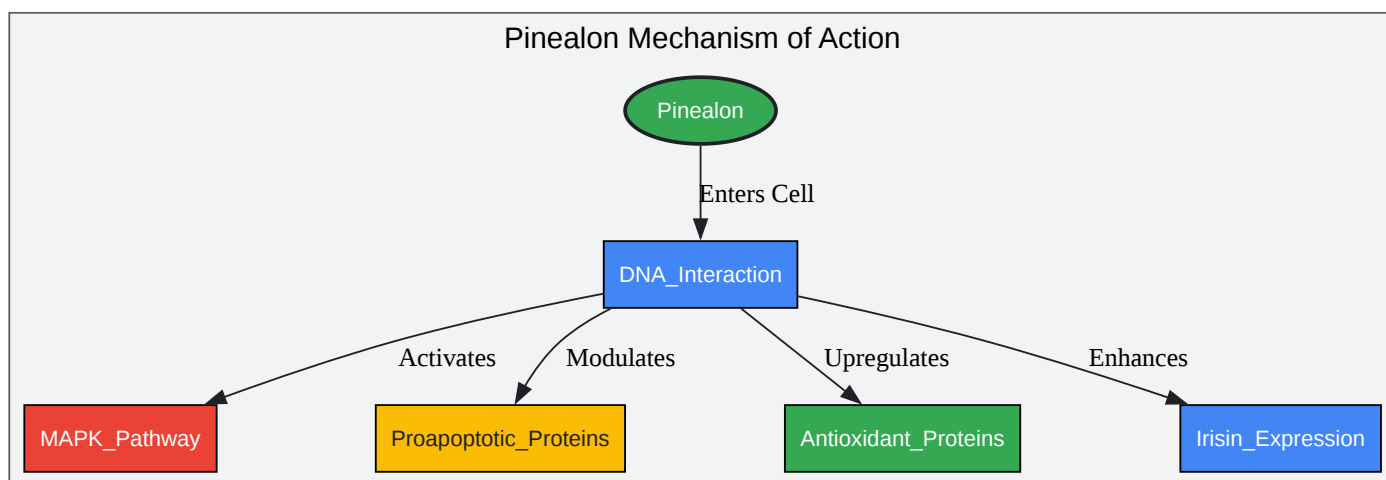 Pinealon Mechanism of Action
Pinealon
Enters Cell
DNA_Interaction
Activates
Modulates
Upregulates
Enhances
MAPK_Pathway
Proapoptotic_Proteins
Antioxidant_Proteins
Irisin_Expression